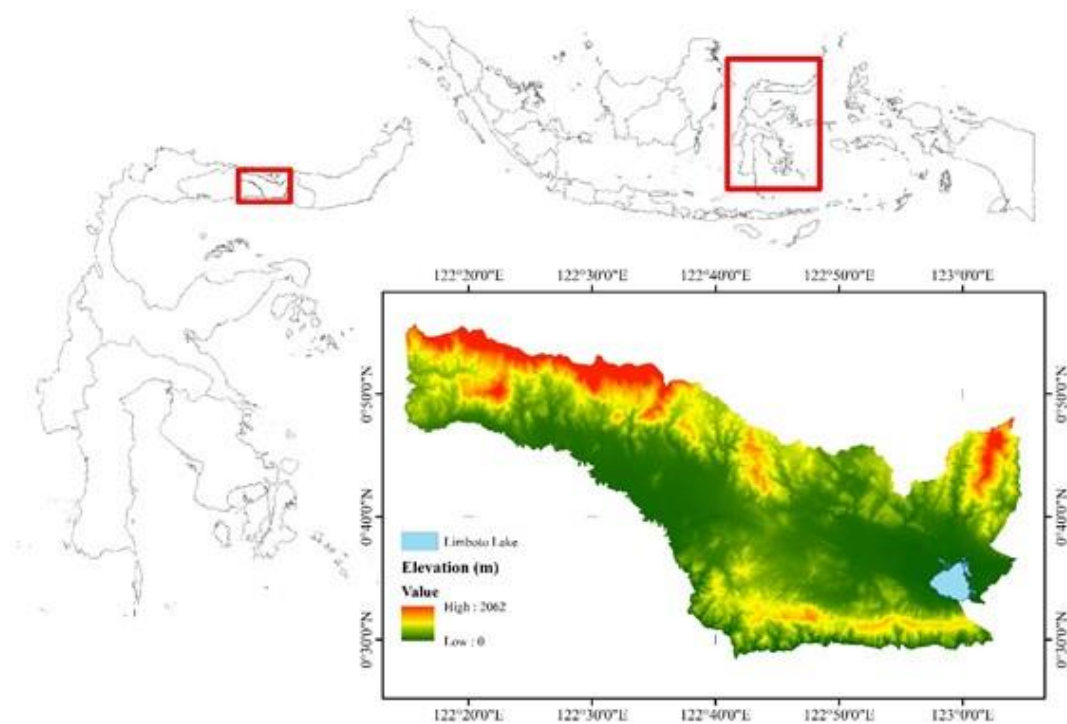 122°20'0"E 122°30'0"E 122°40'0"E 122°50'0"E 123°0'0"E
0°50'0"N 0°50'0"N
0°40'0"N 0°40'0"N
Limboto Lake
Elevation (m)
Value
High : 2062
Low : 0
0°30'0"N 0°30'0"N
122°20'0"E 122°30'0"E 122°40'0"E 122°50'0"E 123°0'0"E